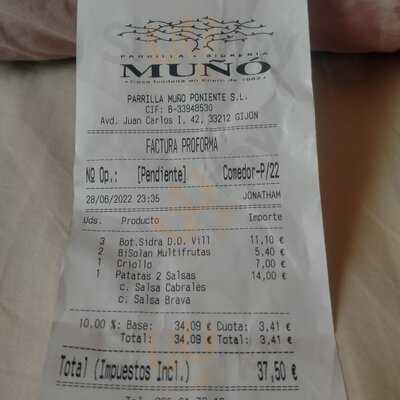 PARRILLA • SIDRERIA
MUÑÓ
PARRILLA MUÑO PONIENTE S.L.
CIF: B-33948530
Avd. Juan Carlos I, 42, 33212 GIJON
FACTURA PROFORMA
Nº Op.: [Pendiente] Comedor-P/22
28/06/2022 23:35 JONATHAM
Uds. Producto Importe
3 Bot.Sidra D.O. Vill 11,10 €
2 BiSolan Multifrutas 5,40 €
1 Criollo 7,00 €
1 Patatas 2 Salsas 14,00 €
c. Salsa Cabrales
c. Salsa Brava
10.00 %: Base: 34,09 € Cuota: 3,41 €
Total: 34,09 € Total: 3,41 €
Total (Impuestos Incl.) 37,50 €